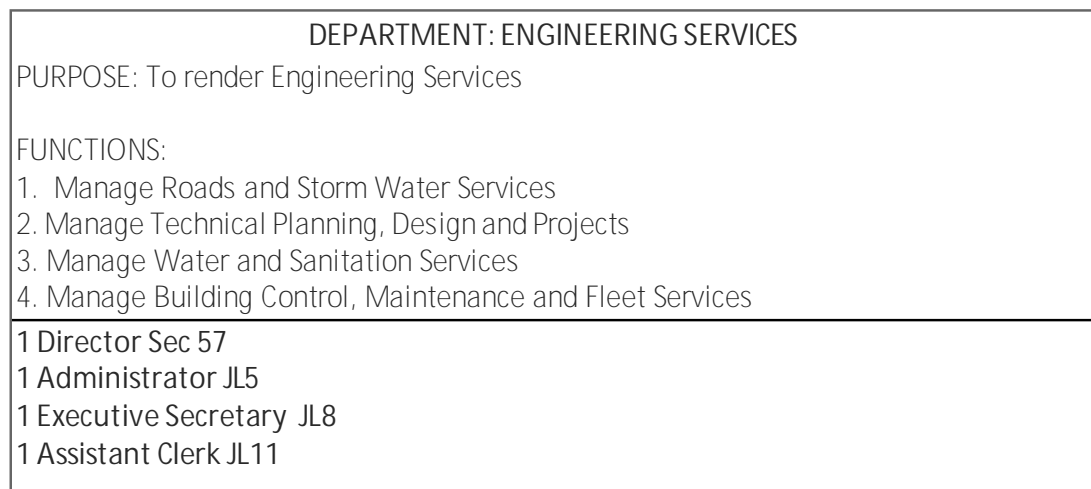 DEPARTMENT: ENGINEERING SERVICES
PURPOSE: To render Engineering Services
FUNCTIONS:
1. Manage Roads and Storm Water Services
2. Manage Technical Planning, Design and Projects
3. Manage Water and Sanitation Services
4. Manage Building Control, Maintenance and Fleet Services
1 Director Sec 57
1 Administrator JL5
1 Executive Secretary JL8
1 Assistant Clerk JL11